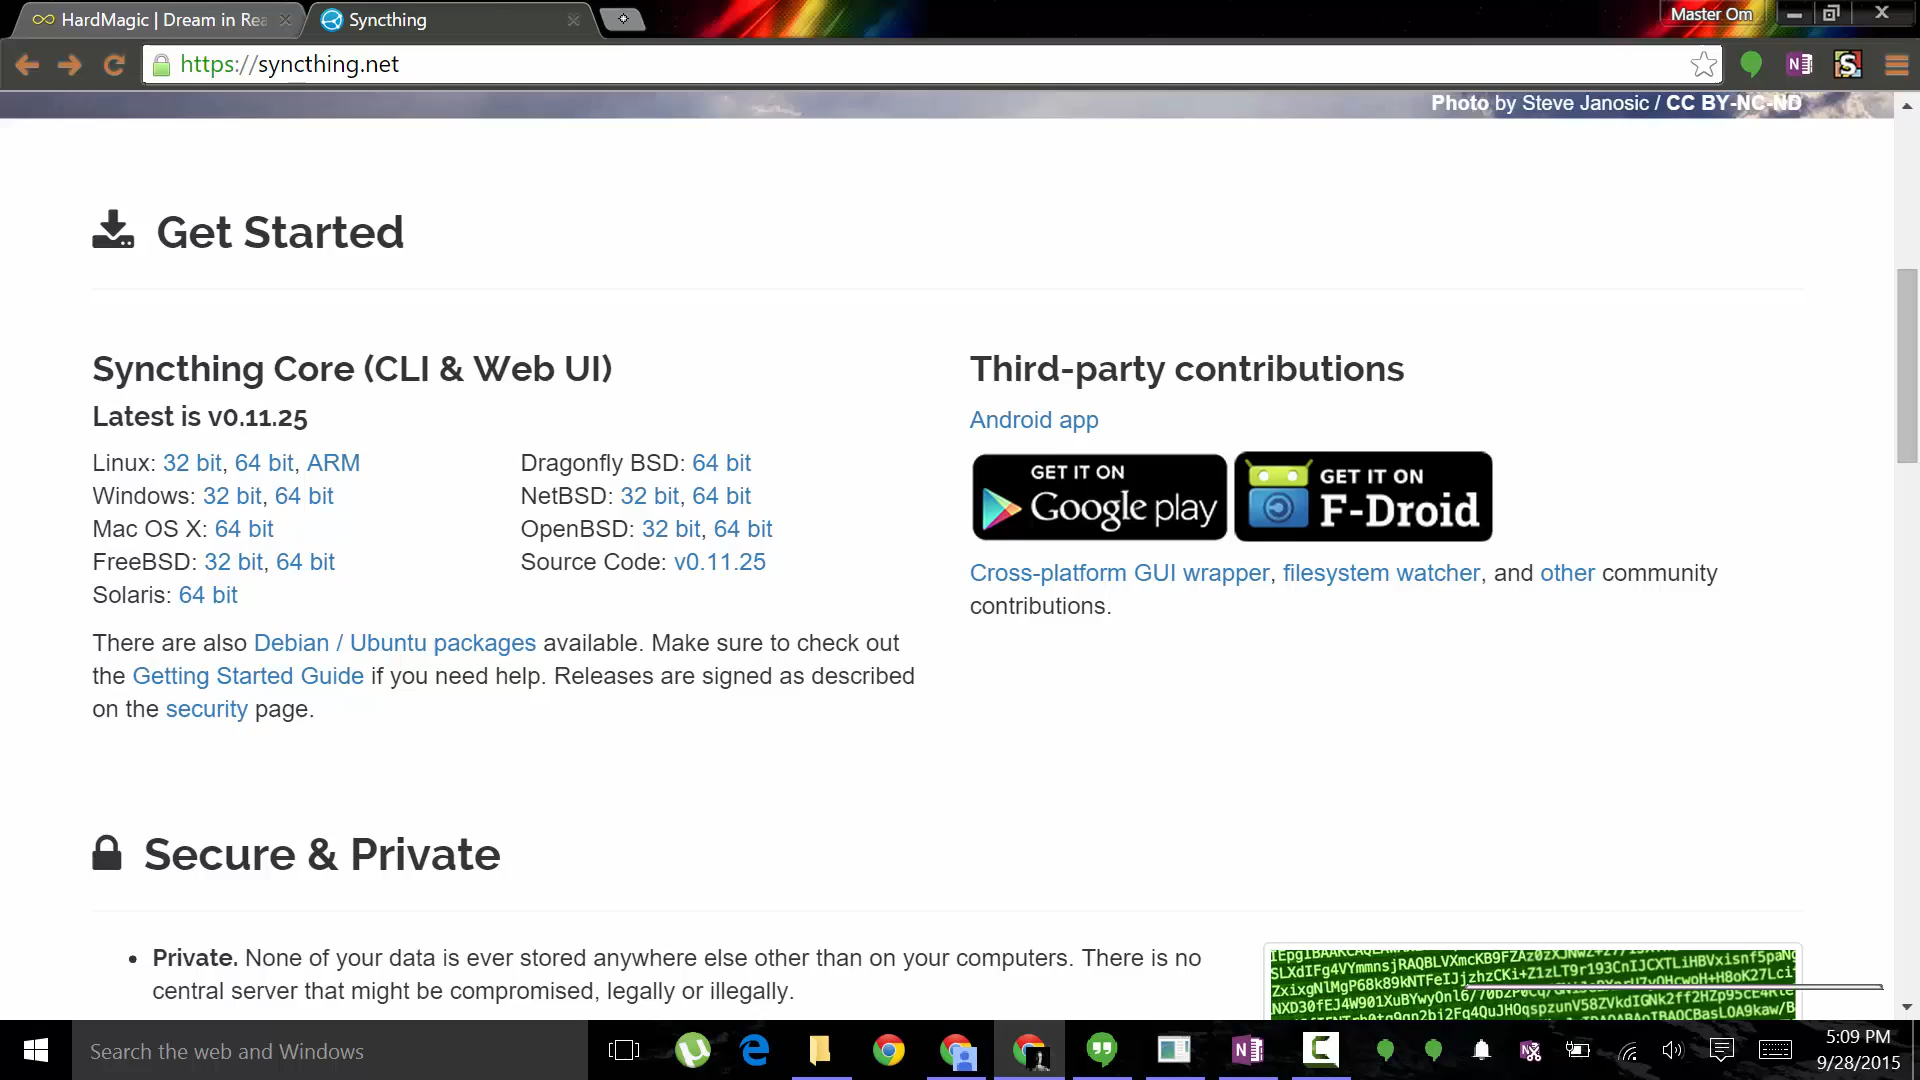 HardMagic | Dream in Rea
Syncthing
Master Om
https://syncthing.net
Photo by Steve Janosic / CC BY-NC-ND
Get Started
Syncthing Core (CLI & Web UI)
Latest is v0.11.25
Linux: 32 bit, 64 bit, ARM
Windows: 32 bit, 64 bit
Mac OS X: 64 bit
FreeBSD: 32 bit, 64 bit
Solaris: 64 bit
Dragonfly BSD: 64 bit
NetBSD: 32 bit, 64 bit
OpenBSD: 32 bit, 64 bit
Source Code: v0.11.25
There are also Debian / Ubuntu packages available. Make sure to check out
the Getting Started Guide if you need help. Releases are signed as described
on the security page.
Third-party contributions
Android app
GET IT ON
Google play
GET IT ON
F-Droid
Cross-platform GUI wrapper, filesystem watcher, and other community
contributions.
Secure & Private
• Private. None of your data is ever stored anywhere else other than on your computers. There is no
central server that might be compromised, legally or illegally.
Search the web and Windows
5:09 PM
9/28/2015